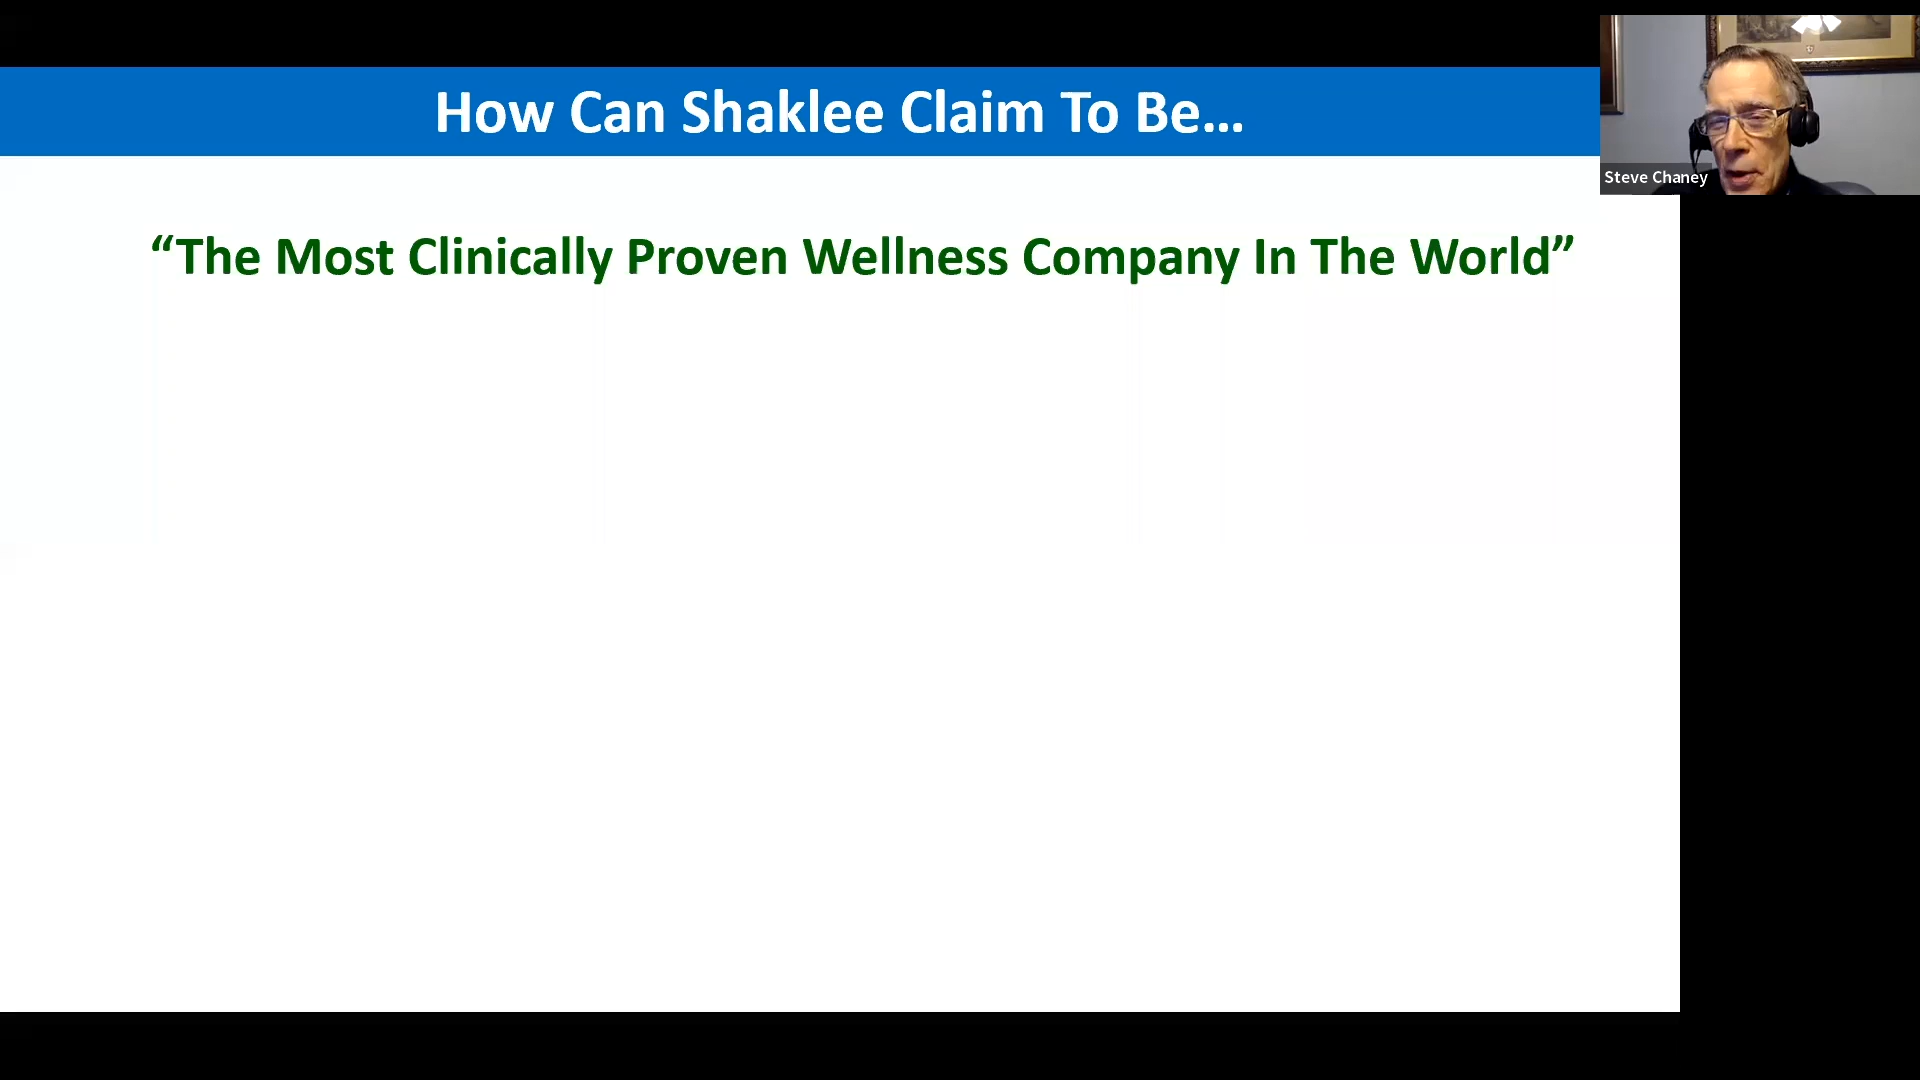 How Can Shaklee Claim To Be...
“The Most Clinically Proven Wellness Company In The World”
Steve Chaney